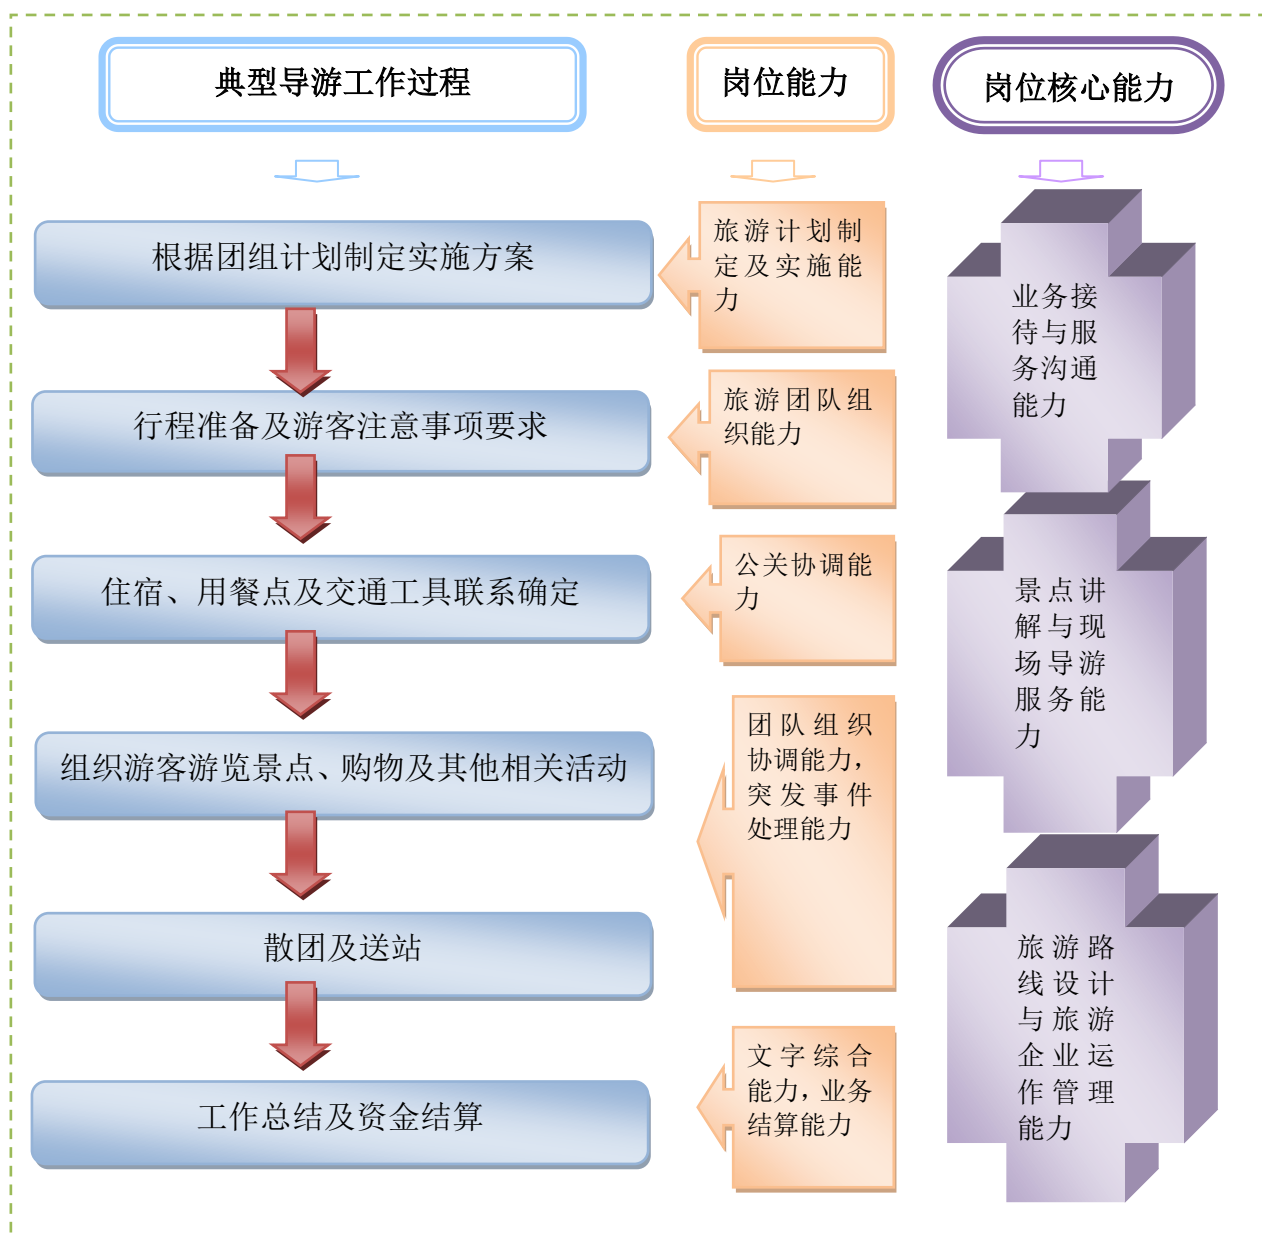 典型导游工作过程
岗位能力
岗位核心能力
根据团组计划制定实施方案
行程准备及游客注意事项要求
住宿、用餐点及交通工具联系确定
组织游客游览景点、购物及其他相关活动
散团及送站
工作总结及资金结算
旅游计划制
定及实施能
力
旅游团队组
织能力
公关协调能
力
团队组织
协调能力，
突发事件
处理能力
文字综合
能力，业务
结算能力
业务接
待与服
务沟通
能力
景点讲
解与现
场导游
服务能
力
旅游路
线设计
与旅游
企业运
作管理
能力